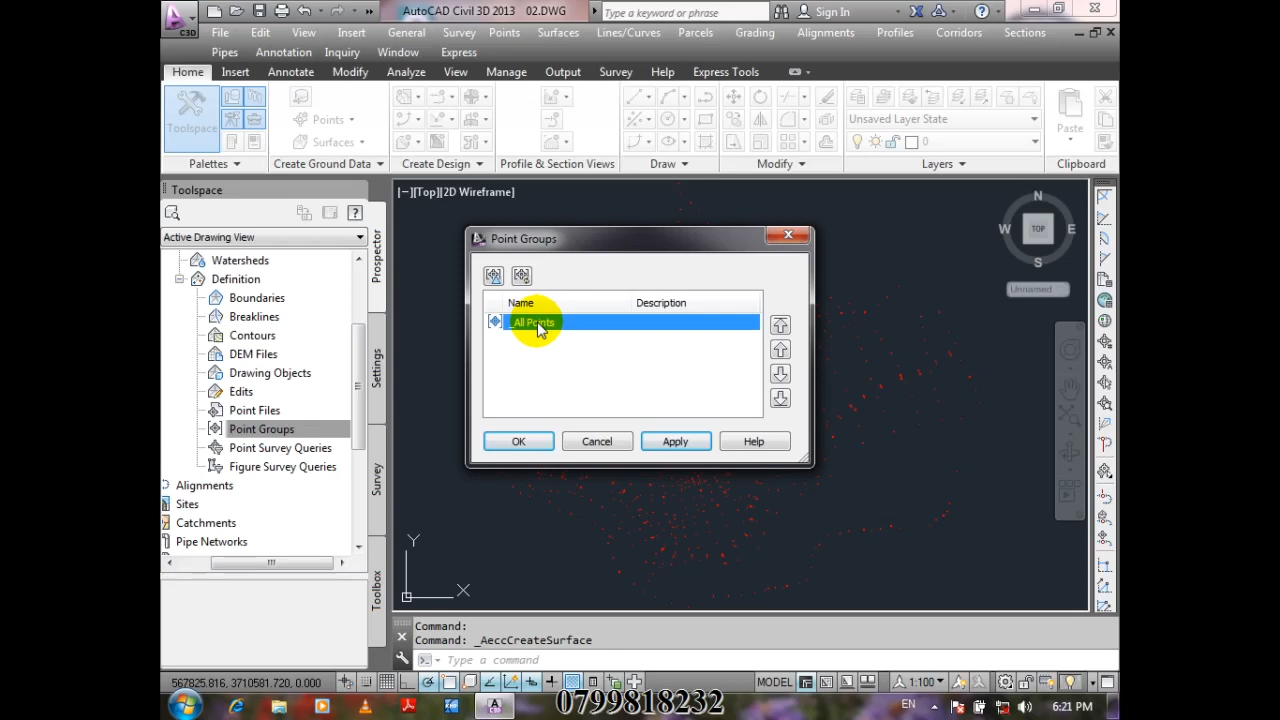 C3D
AutoCAD Civil 3D 2013 02.DWG
Type a keyword or phrase
Sign In
File Edit View Insert General Survey Points Surfaces Lines/Curves Parcels Grading Alignments Profiles Corridors Sections
Pipes Annotation Inquiry Window Express
Home Insert Annotate Modify Analyze View Manage Output Survey Help Express Tools
Toolspace
Points
Surfaces
Unsaved Layer State
0
Paste
Palettes Create Ground Data Create Design Profile & Section Views Draw Modify Layers Clipboard
Toolspace
Active Drawing View
Watersheds
Definition
Boundaries
Breaklines
Contours
DEM Files
Drawing Objects
Edits
Point Files
Point Groups
Point Survey Queries
Figure Survey Queries
Alignments
Sites
Catchments
Pipe Networks
Prospector
Settings
Survey
Toolbox
[−][Top][2D Wireframe]
N
W TOP E
S
Unnamed
Point Groups
Name Description
_All Points
OK Cancel Apply Help
Y
X
Command:
Command: _AeccCreateSurface
Type a command
567825.816, 3710581.720, 0.000
MODEL
1:100
0799818232
EN
6:21 PM